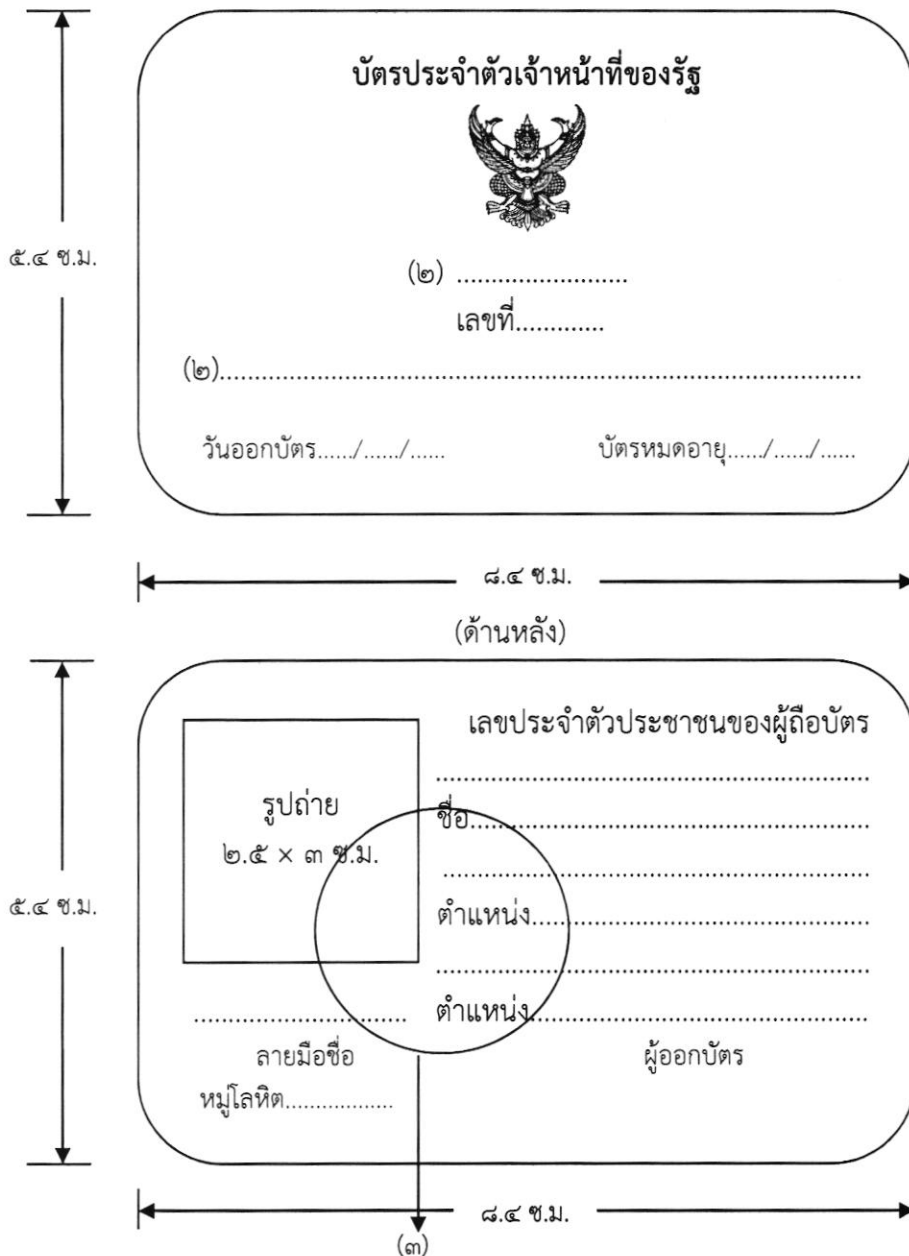 บัตรประจำตัวเจ้าหน้าที่ของรัฐ
๕.๔ ซ.ม.
(๒) .........................
เลขที่.............
(๒)...............................................................................................
วันออกบัตร....../....../...... บัตรหมดอายุ....../....../......
๘.๔ ซ.ม.
(ด้านหลัง)
เลขประจำตัวประชาชนของผู้ถือบัตร
................................................................
รูปถ่าย
๒.๕ × ๓ ซ.ม.
ชื่อ...........................................................
...............................................................
๕.๔ ซ.ม.
ตำแหน่ง..................................................
................................................................
ตำแหน่ง..................................................
...............................
ลายมือชื่อ ผู้ออกบัตร
หมู่โลหิต................
๘.๔ ซ.ม.
(๓)